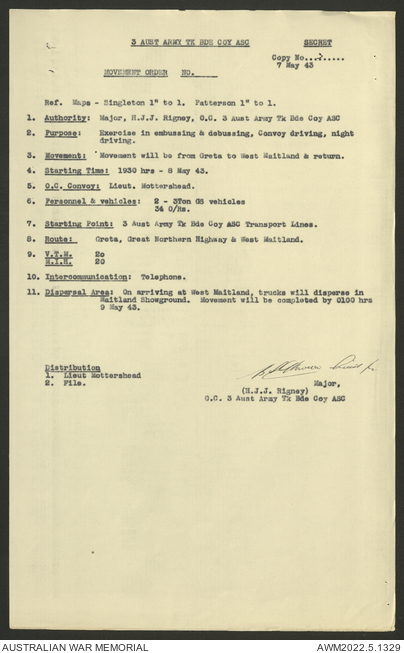 3 AUST ARMY TK BDE COY ASC SECRET
Copy No...2.....
7 May 43
MOVEMENT ORDER NO.
Ref. Maps - Singleton 1" to 1. Patterson 1" to 1.
1. Authority: Major, H.J.J. Rigney, O.C. 3 Aust Army Tk Bde Coy ASC
2. Purpose: Exercise in embussing & debussing, Convoy driving, night
driving.
3. Movement: Movement will be from Greta to West Maitland & return.
4. Starting Time: 1930 hrs - 8 May 43.
5. O.C. Convoy: Lieut. Mottershead.
6. Personnel & vehicles: 2 - 3Ton GS vehicles
34 O/Rs.
7. Starting Point: 3 Aust Army Tk Bde Coy ASC Transport Lines.
8. Route: Greta, Great Northern Highway & West Maitland.
9. V.T.M. 20
M.I.H. 20
10. Intercommunication: Telephone.
11. Dispersal Area: On arriving at West Maitland, trucks will disperse in
Maitland Showground. Movement will be completed by 0100 hrs
9 May 43.
Distribution
1. Lieut Mottershead
2. File.
Major,
(H.J.J. Rigney)
O.C. 3 Aust Army Tk Bde Coy ASC
AUSTRALIAN WAR MEMORIAL AWM2022.5.1329